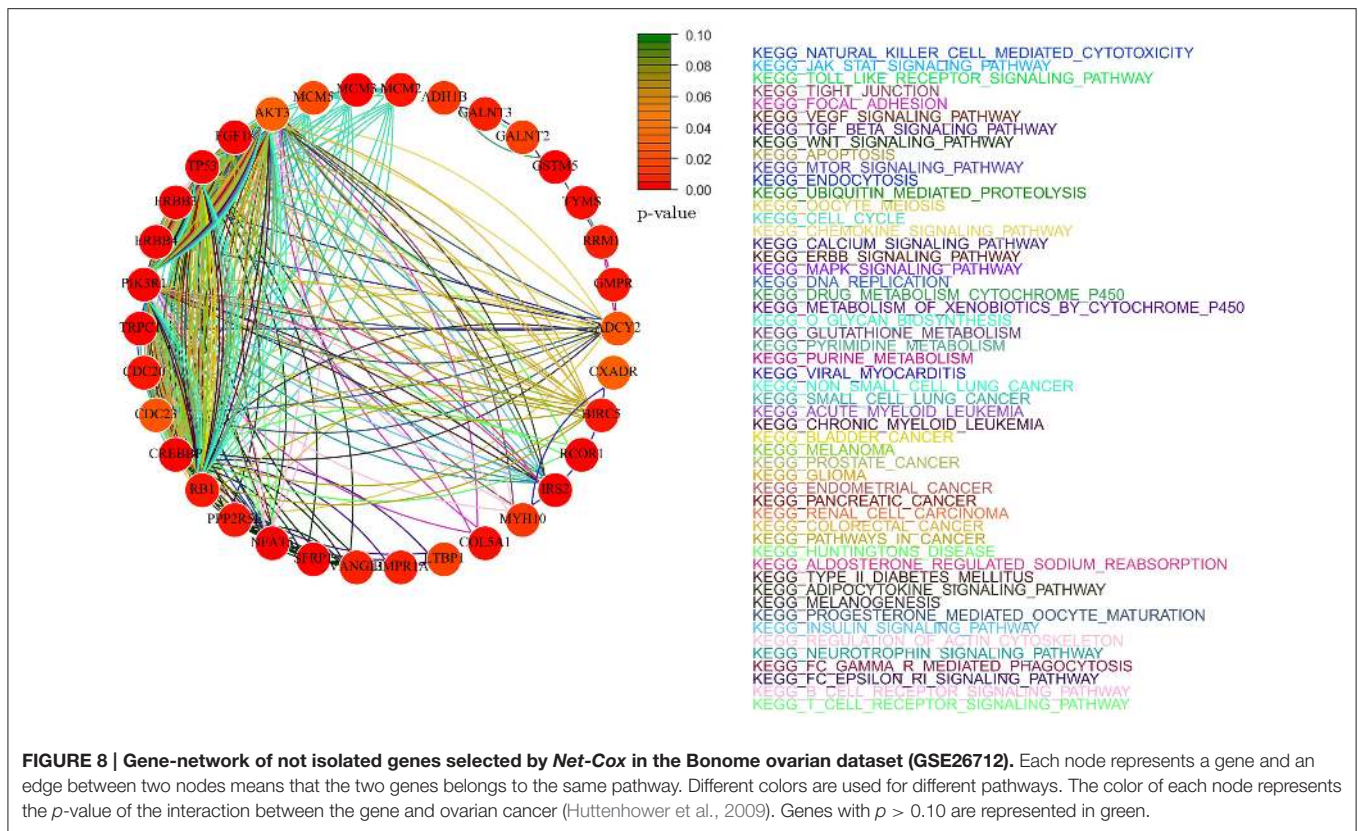 0.10
0.08
0.06
0.04
0.02
0.00
p-value
MCM5
MCM3
MCM2
ADH1B
GALNT3
GALNT2
GSTM5
TYMS
RRM1
GMPR
ADCY2
CXADR
BIRC5
RCOR1
IRS2
MYH10
COL5A1
TBP1
BMPR1A
SFRP1
RB1
CREBBP
CDC23
CDC20
TRPC1
PIK3R1
ERBB4
TP53
AKT3
KEGG_NATURAL_KILLER_CELL_MEDIATED_CYTOTOXICITY
KEGG_JAK_STAT_SIGNALING_PATHWAY
KEGG_TOLL_LIKE_RECEPTOR_SIGNALING_PATHWAY
KEGG_TIGHT_JUNCTION
KEGG_FOCAL_ADHESION
KEGG_VEGF_SIGNALING_PATHWAY
KEGG_TGF_BETA_SIGNALING_PATHWAY
KEGG_WNT_SIGNALING_PATHWAY
KEGG_APOPTOSIS
KEGG_MTOR_SIGNALING_PATHWAY
KEGG_ENDOCYTOSIS
KEGG_UBIQUITIN_MEDIATED_PROTEOLYSIS
KEGG_OOCYTE_MEIOSIS
KEGG_CELL_CYCLE
KEGG_CHEMOKINE_SIGNALING_PATHWAY
KEGG_CALCIUM_SIGNALING_PATHWAY
KEGG_ERBB_SIGNALING_PATHWAY
KEGG_MAPK_SIGNALING_PATHWAY
KEGG_DNA_REPLICATION
KEGG_DRUG_METABOLISM_CYTOCHROME_P450
KEGG_METABOLISM_OF_XENOBIOTICS_BY_CYTOCHROME_P450
KEGG_O_GLYCAN_BIOSYNTHESIS
KEGG_GLUTATHIONE_METABOLISM
KEGG_PYRIMIDINE_METABOLISM
KEGG_PURINE_METABOLISM
KEGG_VIRAL_MYOCARDITIS
KEGG_NON_SMALL_CELL_LUNG_CANCER
KEGG_SMALL_CELL_LUNG_CANCER
KEGG_ACUTE_MYELOID_LEUKEMIA
KEGG_CHRONIC_MYELOID_LEUKEMIA
KEGG_BLADDER_CANCER
KEGG_MELANOMA
KEGG_PROSTATE_CANCER
KEGG_GLIOMA
KEGG_ENDOMETRIAL_CANCER
KEGG_PANCREATIC_CANCER
KEGG_RENAL_CELL_CARCINOMA
KEGG_COLORECTAL_CANCER
KEGG_PATHWAYS_IN_CANCER
KEGG_HUNTINGTONS_DISEASE
KEGG_ALDOSTERONE_REGULATED_SODIUM_REABSORPTION
KEGG_TYPE_II_DIABETES_MELLITUS
KEGG_ADIPOCYTOKINE_SIGNALING_PATHWAY
KEGG_MELANOGENESIS
KEGG_PROGESTERONE_MEDIATED_OOCYTE_MATURATION
KEGG_INSULIN_SIGNALING_PATHWAY
KEGG_REGULATION_OF_ACTIN_CYTOSKELETON
KEGG_NEUROTROPHIN_SIGNALING_PATHWAY
KEGG_FC_GAMMA_R_MEDIATED_PHAGOCYTOSIS
KEGG_FC_EPSILON_RI_SIGNALING_PATHWAY
KEGG_B_CELL_RECEPTOR_SIGNALING_PATHWAY
KEGG_T_CELL_RECEPTOR_SIGNALING_PATHWAY
FIGURE 8 | Gene-network of not isolated genes selected by Net-Cox in the Bonome ovarian dataset (GSE26712). Each node represents a gene and an
edge between two nodes means that the two genes belongs to the same pathway. Different colors are used for different pathways. The color of each node represents
the p-value of the interaction between the gene and ovarian cancer (Huttenhower et al., 2009). Genes with p > 0.10 are represented in green.